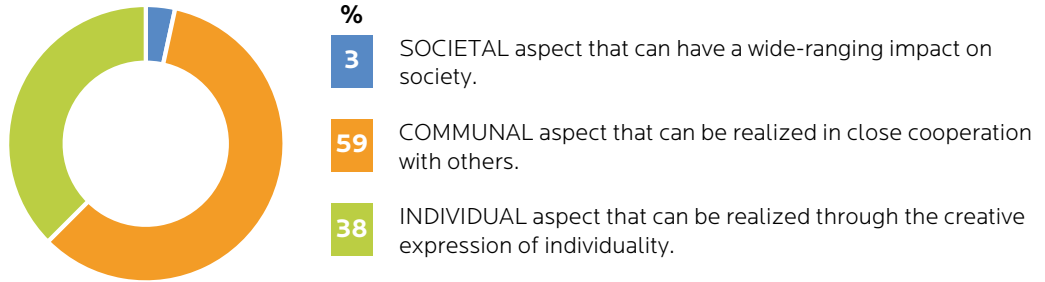 %
3
SOCIETAL aspect that can have a wide-ranging impact on
society.
59
COMMUNAL aspect that can be realized in close cooperation
with others.
38
INDIVIDUAL aspect that can be realized through the creative
expression of individuality.